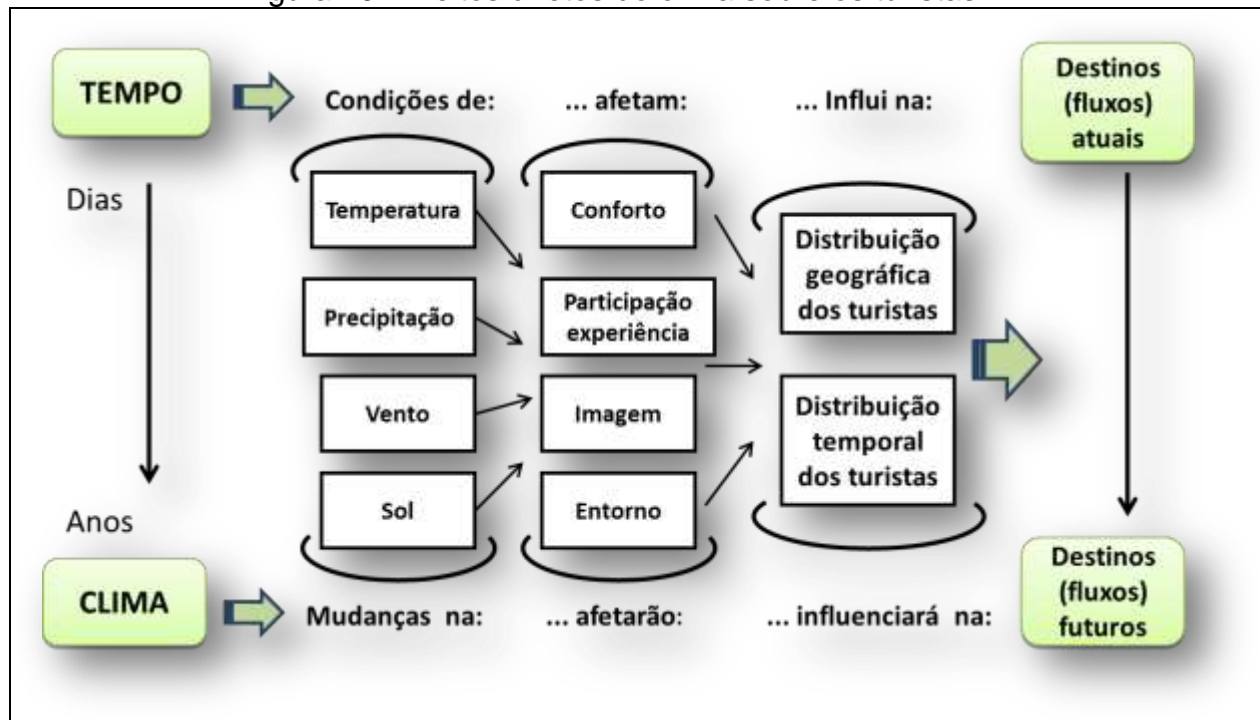 TEMPO
Condições de:
... afetam:
... Influi na:
Destinos
(fluxos)
atuais
Dias
Temperatura
Conforto
Distribuição
geográfica
dos turistas
Precipitação
Participação
experiência
Vento
Imagem
Distribuição
temporal
dos turistas
Sol
Entorno
Anos
CLIMA
Mudanças na:
... afetarão:
... influenciará na:
Destinos
(fluxos)
futuros